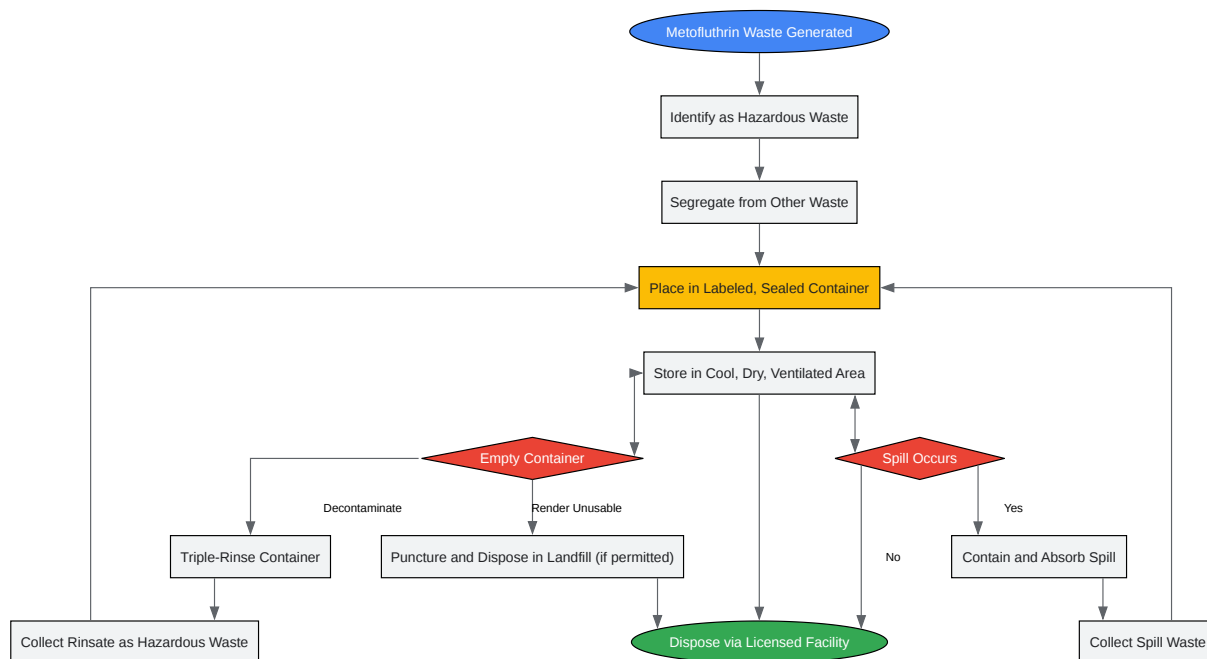 Metofluthrin Waste Generated
Identify as Hazardous Waste
Segregate from Other Waste
Place in Labeled, Sealed Container
Store in Cool, Dry, Ventilated Area
Empty Container
Spill Occurs
Decontaminate
Render Unusable
Yes
Triple-Rinse Container
Puncture and Dispose in Landfill (if permitted)
No
Contain and Absorb Spill
Collect Rinsate as Hazardous Waste
Dispose via Licensed Facility
Collect Spill Waste